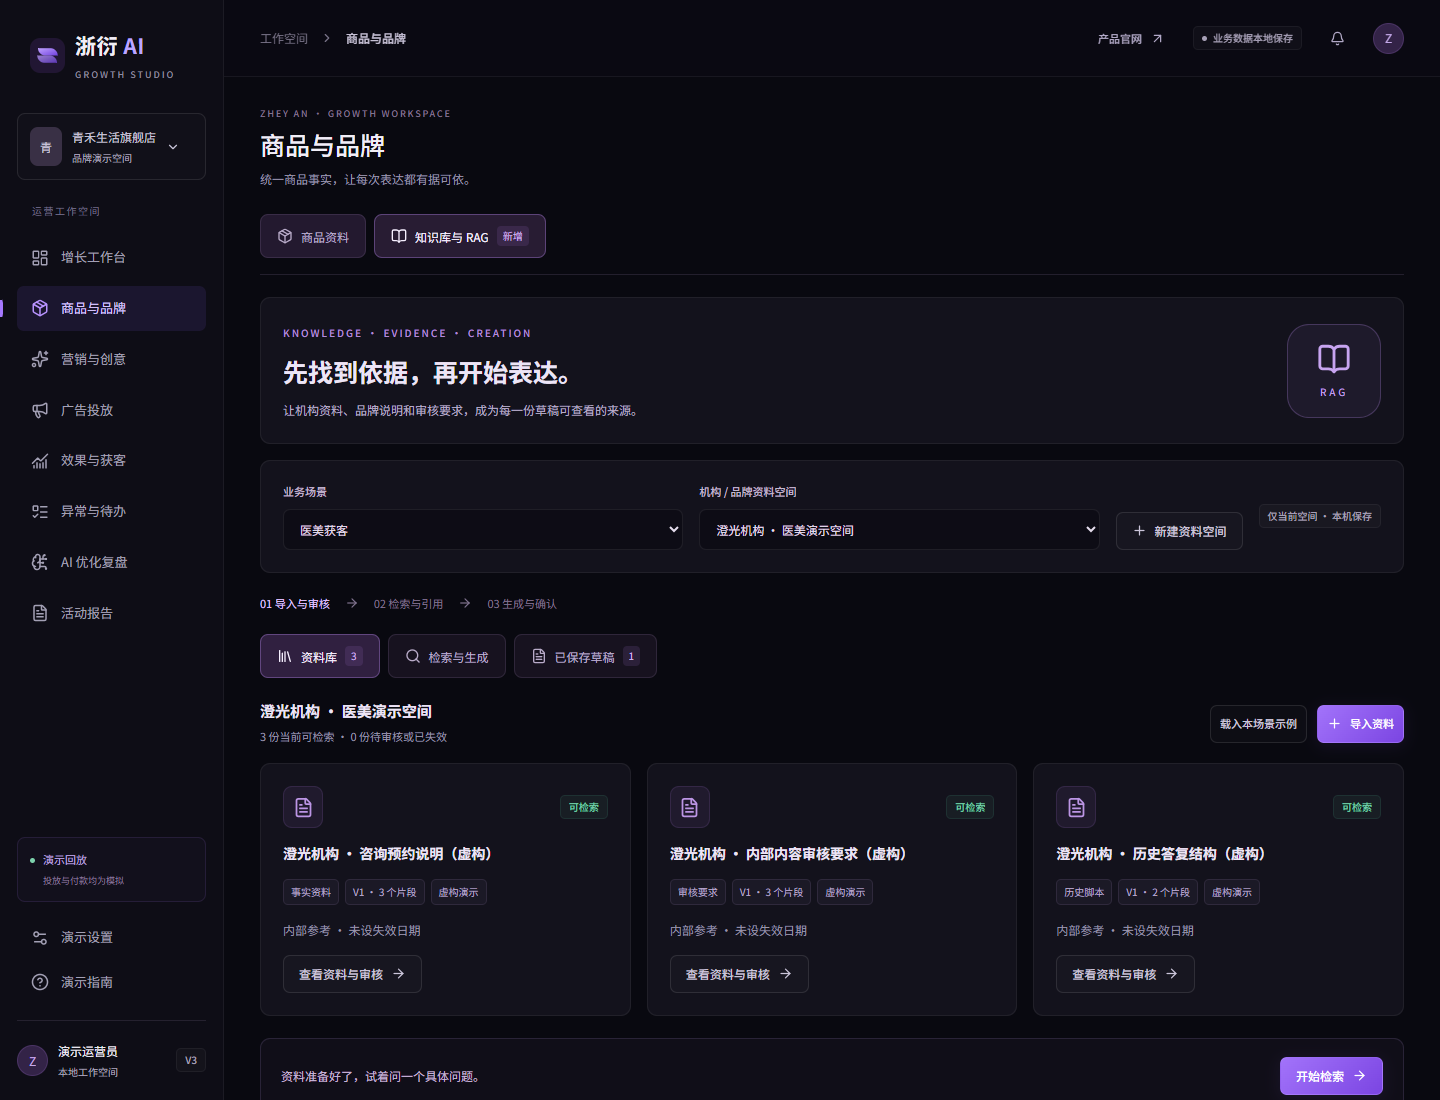 浙衍 AI
GROWTH STUDIO
青
青禾生活旗舰店
品牌演示空间
运营工作空间
增长工作台
商品与品牌
营销与创意
广告投放
效果与获客
异常与待办
AI 优化复盘
活动报告
演示回放
投放与付款均为模拟
演示设置
演示指南
Z
演示运营员
本地工作空间
V3
工作空间
商品与品牌
产品官网
业务数据本地保存
Z
ZHEY AN • GROWTH WORKSPACE
商品与品牌
统一商品事实，让每次表达都有据可依。
商品资料
知识库与 RAG 新增
KNOWLEDGE • EVIDENCE • CREATION
先找到依据，再开始表达。
让机构资料、品牌说明和审核要求，成为每一份草稿可查看的来源。
RAG
业务场景
医美获客
机构 / 品牌资料空间
澄光机构 • 医美演示空间
新建资料空间
仅当前空间 • 本机保存
01 导入与审核
02 检索与引用
03 生成与确认
资料库 3
检索与生成
已保存草稿 1
澄光机构 • 医美演示空间
3 份当前可检索 • 0 份待审核或已失效
载入本场景示例
导入资料
可检索
澄光机构 • 咨询预约说明（虚构）
事实资料
V1 • 3 个片段
虚构演示
内部参考 • 未设失效日期
查看资料与审核
可检索
澄光机构 • 内部内容审核要求（虚构）
审核要求
V1 • 3 个片段
虚构演示
内部参考 • 未设失效日期
查看资料与审核
可检索
澄光机构 • 历史答复结构（虚构）
历史脚本
V1 • 2 个片段
虚构演示
内部参考 • 未设失效日期
查看资料与审核
资料准备好了，试着问一个具体问题。
开始检索